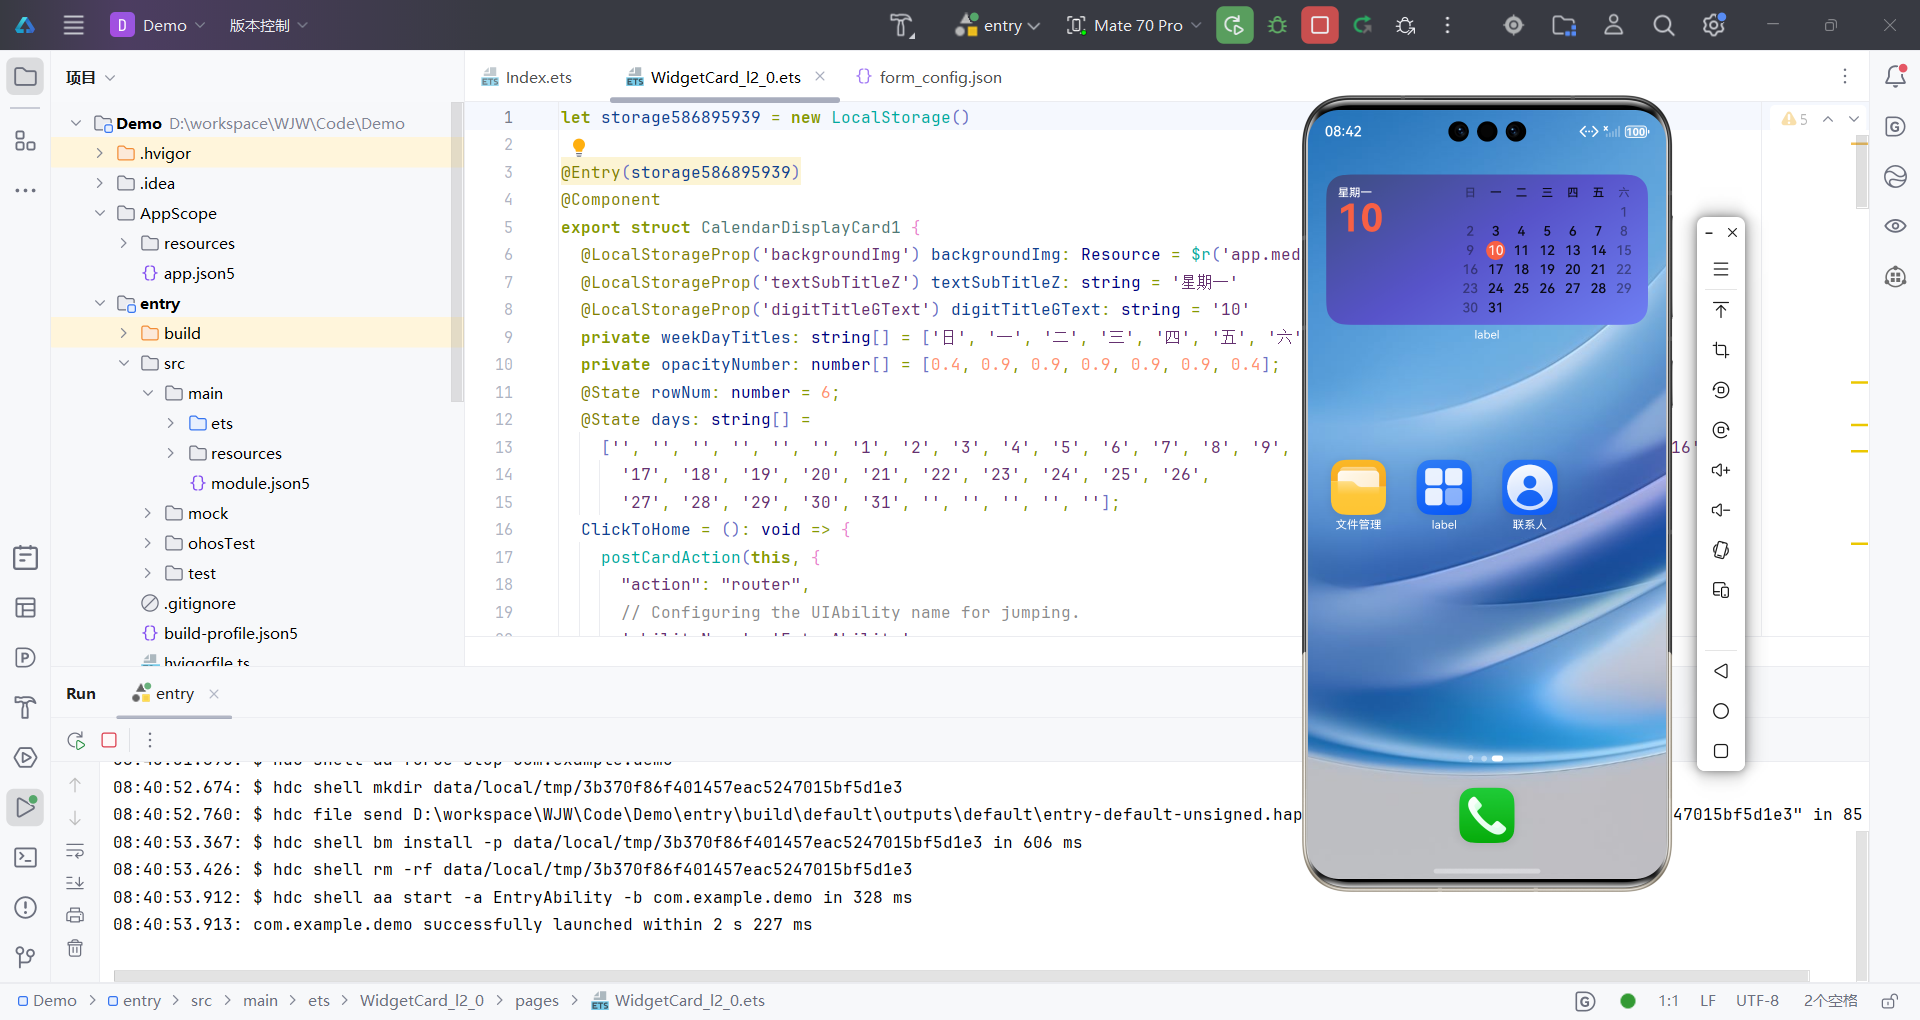 D Demo 版本控制 entry Mate 70 Pro
项目
Demo D:\workspace\WJW\Code\Demo
.hvigor
.idea
AppScope
resources
app.json5
entry
build
src
main
ets
resources
module.json5
mock
ohosTest
test
.gitignore
build-profile.json5
hvigorfile.ts
Index.ets WidgetCard_l2_0.ets form_config.json
5
1 let storage586895939 = new LocalStorage()
2
3 @Entry(storage586895939)
4 @Component
5 export struct CalendarDisplayCard1 {
6 @LocalStorageProp('backgroundImg') backgroundImg: Resource = $r('app.med
7 @LocalStorageProp('textSubTitleZ') textSubTitleZ: string = '星期一'
8 @LocalStorageProp('digitTitleGText') digitTitleGText: string = '10'
9 private weekDayTitles: string[] = ['日', '一', '二', '三', '四', '五', '六'
10 private opacityNumber: number[] = [0.4, 0.9, 0.9, 0.9, 0.9, 0.9, 0.4];
11 @State rowNum: number = 6;
12 @State days: string[] =
13 ['', '', '', '', '', '', '1', '2', '3', '4', '5', '6', '7', '8', '9', 16'
14 '17', '18', '19', '20', '21', '22', '23', '24', '25', '26',
15 '27', '28', '29', '30', '31', '', '', '', '', ''];
16 ClickToHome = (): void => {
17 postCardAction(this, {
18 "action": "router",
19 // Configuring the UIAbility name for jumping.
08:42 100
星期一
10
日 一 二 三 四 五 六
1
2 3 4 5 6 7 8
9 10 11 12 13 14 15
16 17 18 19 20 21 22
23 24 25 26 27 28 29
30 31
label
文件管理 label 联系人
Run entry
08:40:52.674: $ hdc shell mkdir data/local/tmp/3b370f86f401457eac5247015bf5d1e3
08:40:52.760: $ hdc file send D:\workspace\WJW\Code\Demo\entry\build\default\outputs\default\entry-default-unsigned.hap 47015bf5d1e3" in 85
08:40:53.367: $ hdc shell bm install -p data/local/tmp/3b370f86f401457eac5247015bf5d1e3 in 606 ms
08:40:53.426: $ hdc shell rm -rf data/local/tmp/3b370f86f401457eac5247015bf5d1e3
08:40:53.912: $ hdc shell aa start -a EntryAbility -b com.example.demo in 328 ms
08:40:53.913: com.example.demo successfully launched within 2 s 227 ms
Demo entry src main ets WidgetCard_l2_0 pages WidgetCard_l2_0.ets 1:1 LF UTF-8 2个空格